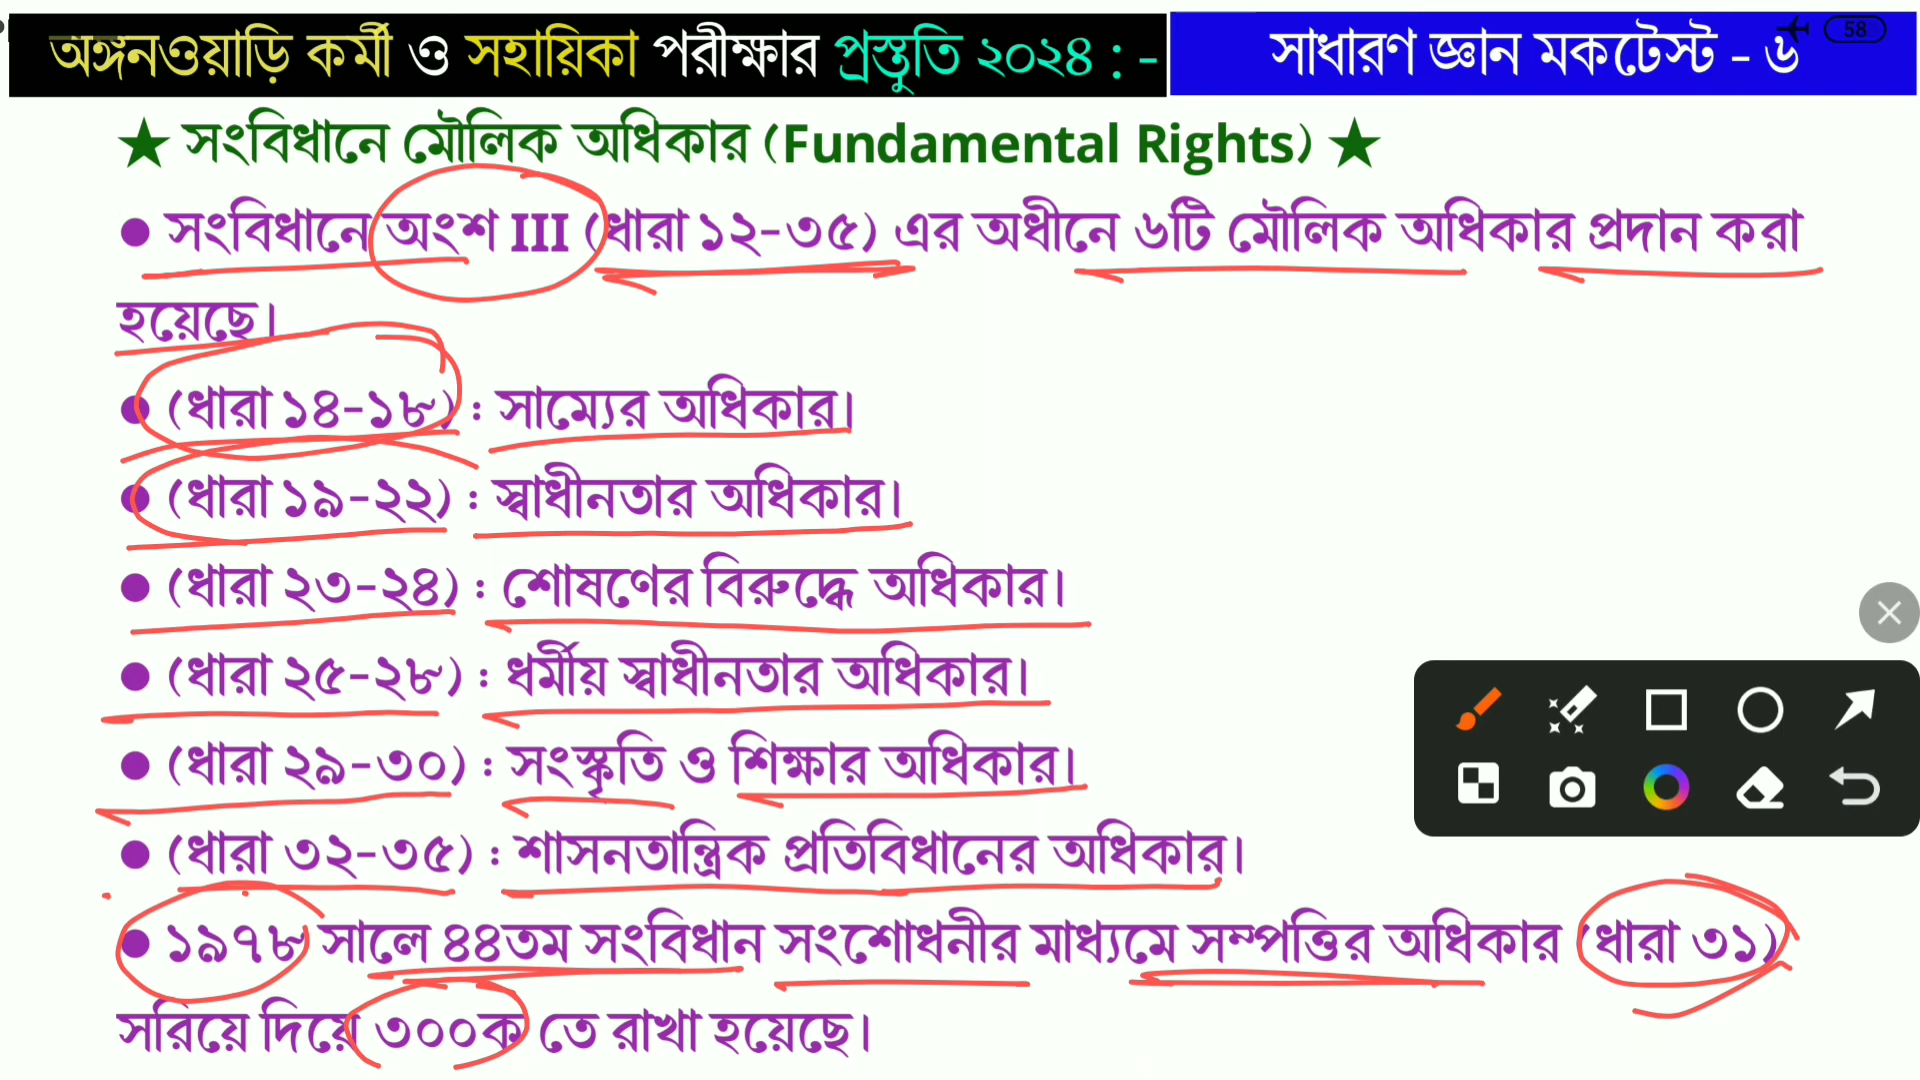 অঙ্গনওয়াড়ি কর্মী ও সহায়িকা পরীক্ষার প্রস্তুতি ২০২৪ : -
সাধারণ জ্ঞান মকটেস্ট - ৬
58
★ সংবিধানে মৌলিক অধিকার (Fundamental Rights) ★
● সংবিধানে অংশ III (ধারা ১২-৩৫) এর অধীনে ৬টি মৌলিক অধিকার প্রদান করা
হয়েছে।
● (ধারা ১৪-১৮) : সাম্যের অধিকার।
● (ধারা ১৯-২২) : স্বাধীনতার অধিকার।
● (ধারা ২৩-২৪) : শোষণের বিরুদ্ধে অধিকার।
● (ধারা ২৫-২৮) : ধর্মীয় স্বাধীনতার অধিকার।
● (ধারা ২৯-৩০) : সংস্কৃতি ও শিক্ষার অধিকার।
● (ধারা ৩২-৩৫) : শাসনতান্ত্রিক প্রতিবিধানের অধিকার।
● ১৯৭৮ সালে ৪৪তম সংবিধান সংশোধনীর মাধ্যমে সম্পত্তির অধিকার (ধারা ৩১)
সরিয়ে দিয়ে ৩০০ক তে রাখা হয়েছে।